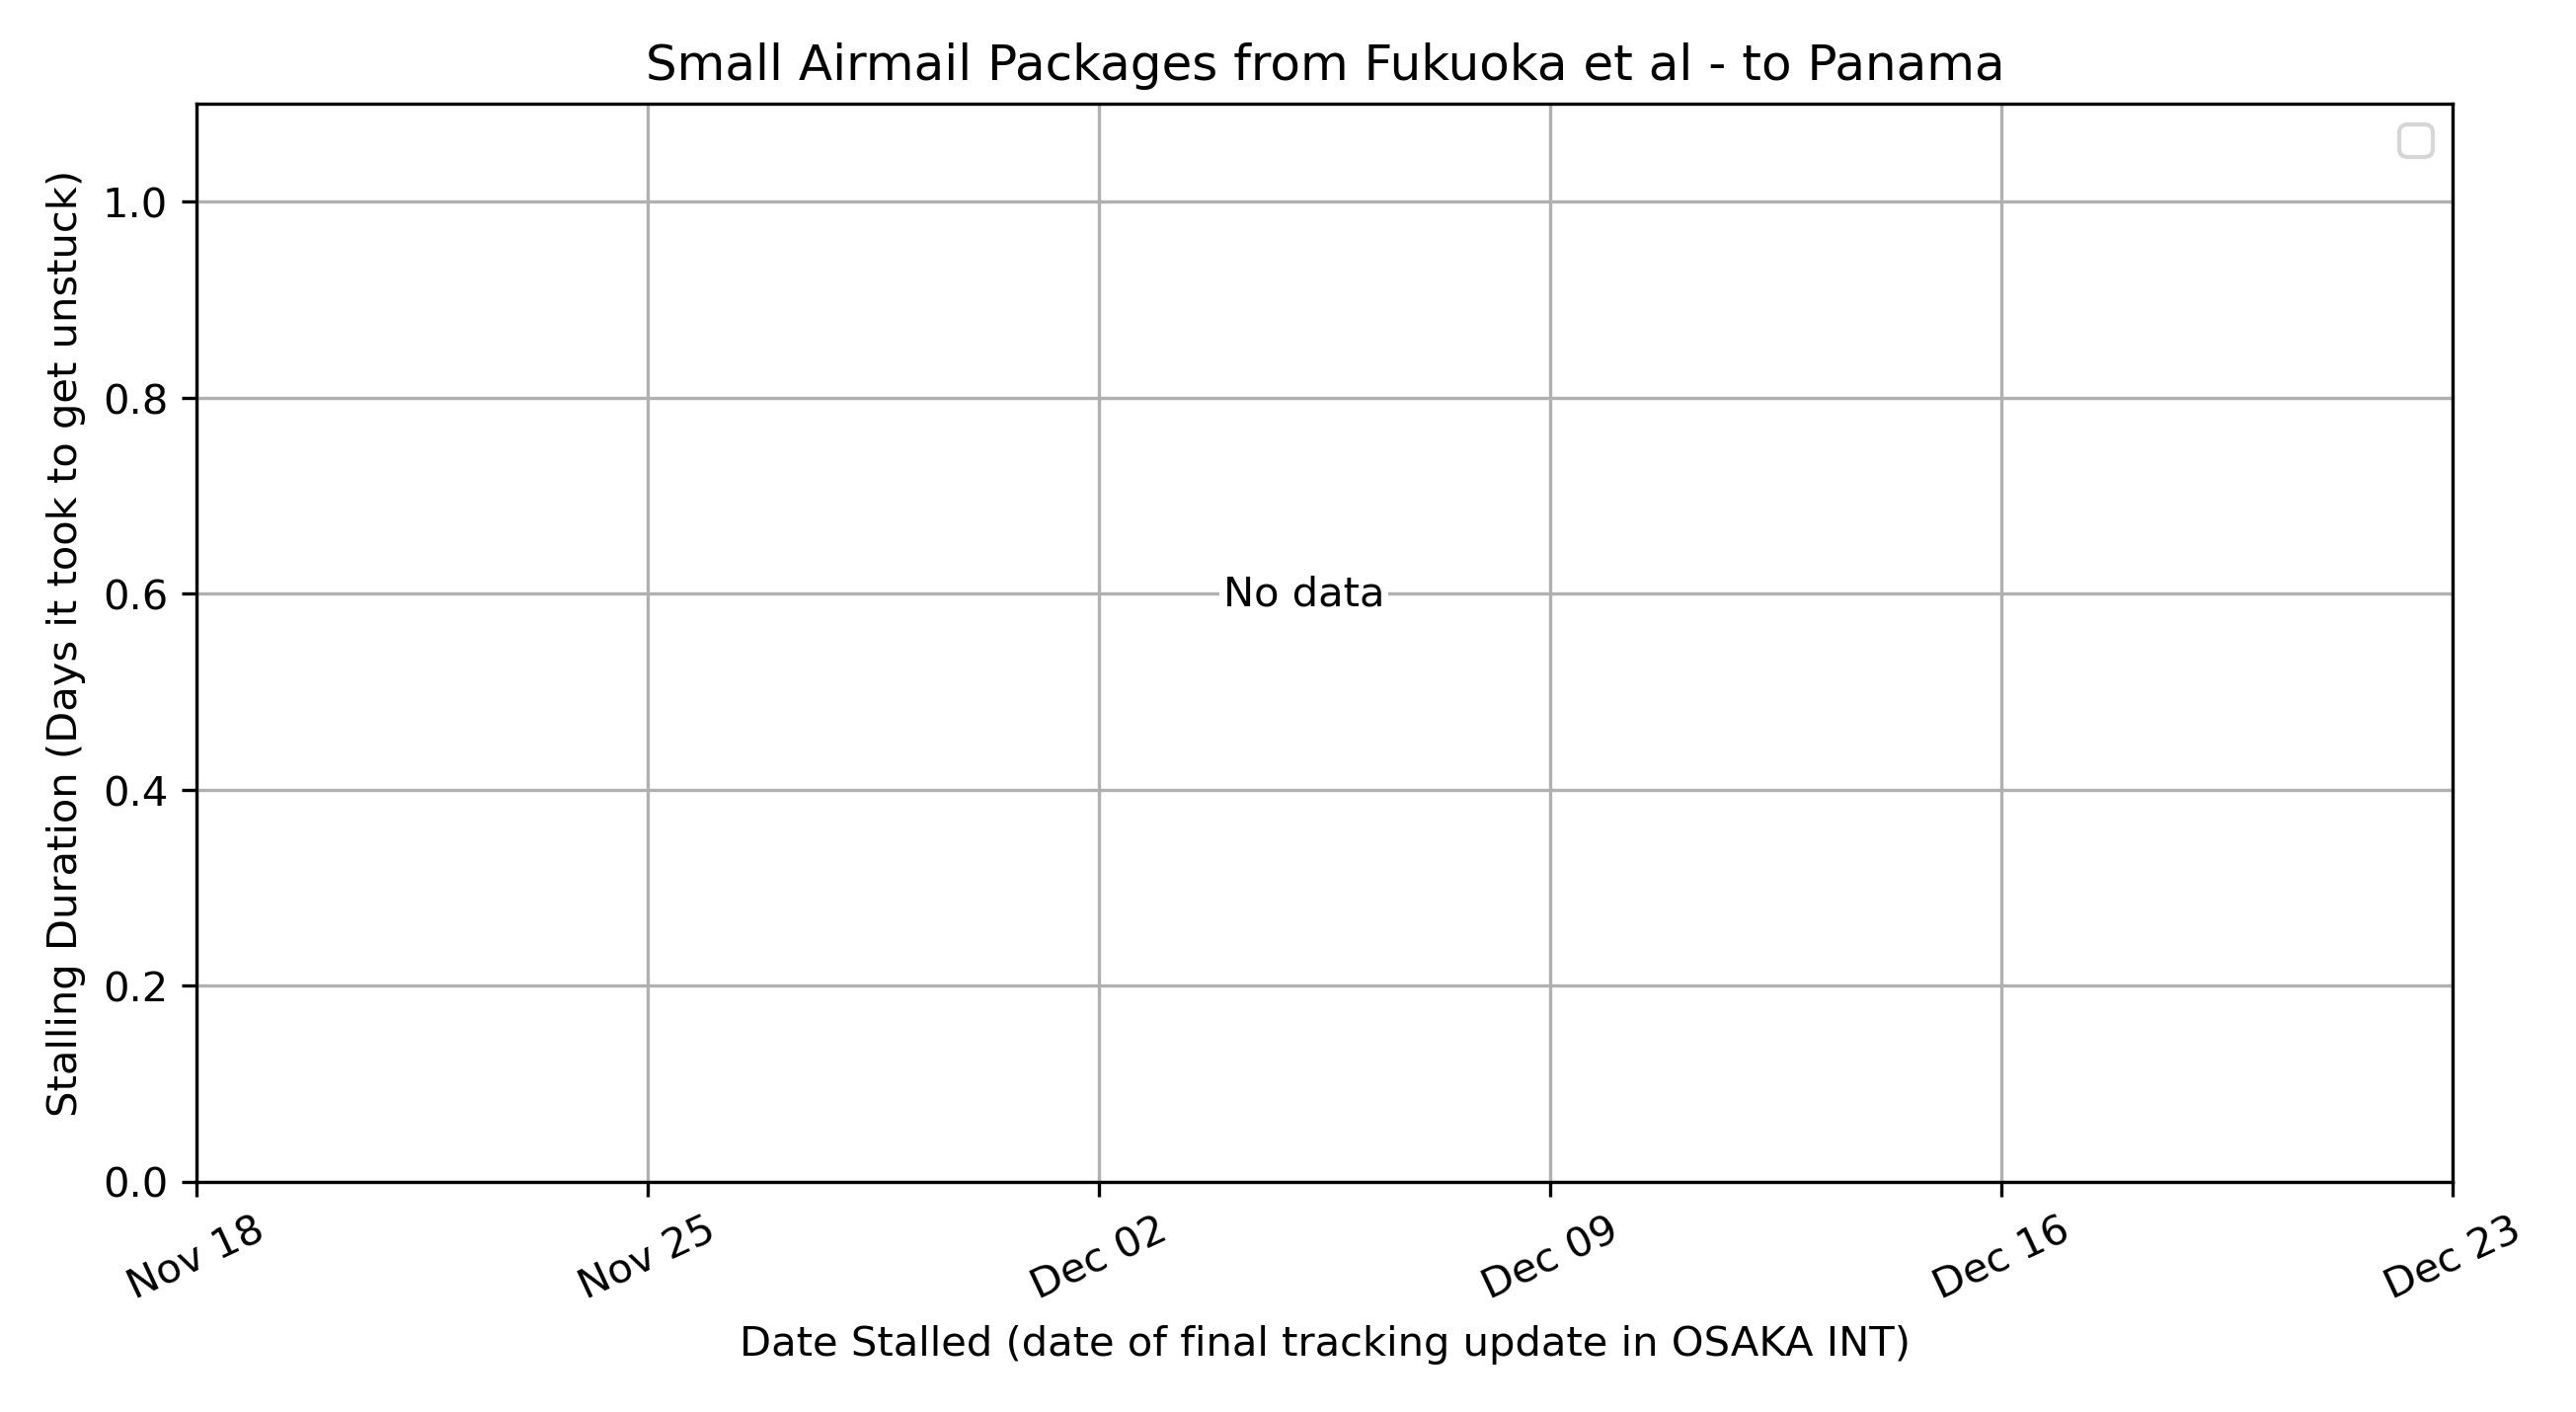 Small Airmail Packages from Fukuoka et al - to Panama
Stalling Duration (Days it took to get unstuck)
1.0
0.8
0.6
0.4
0.2
0.0
No data
Nov 18
Nov 25
Dec 02
Dec 09
Dec 16
Dec 23
Date Stalled (date of final tracking update in OSAKA INT)